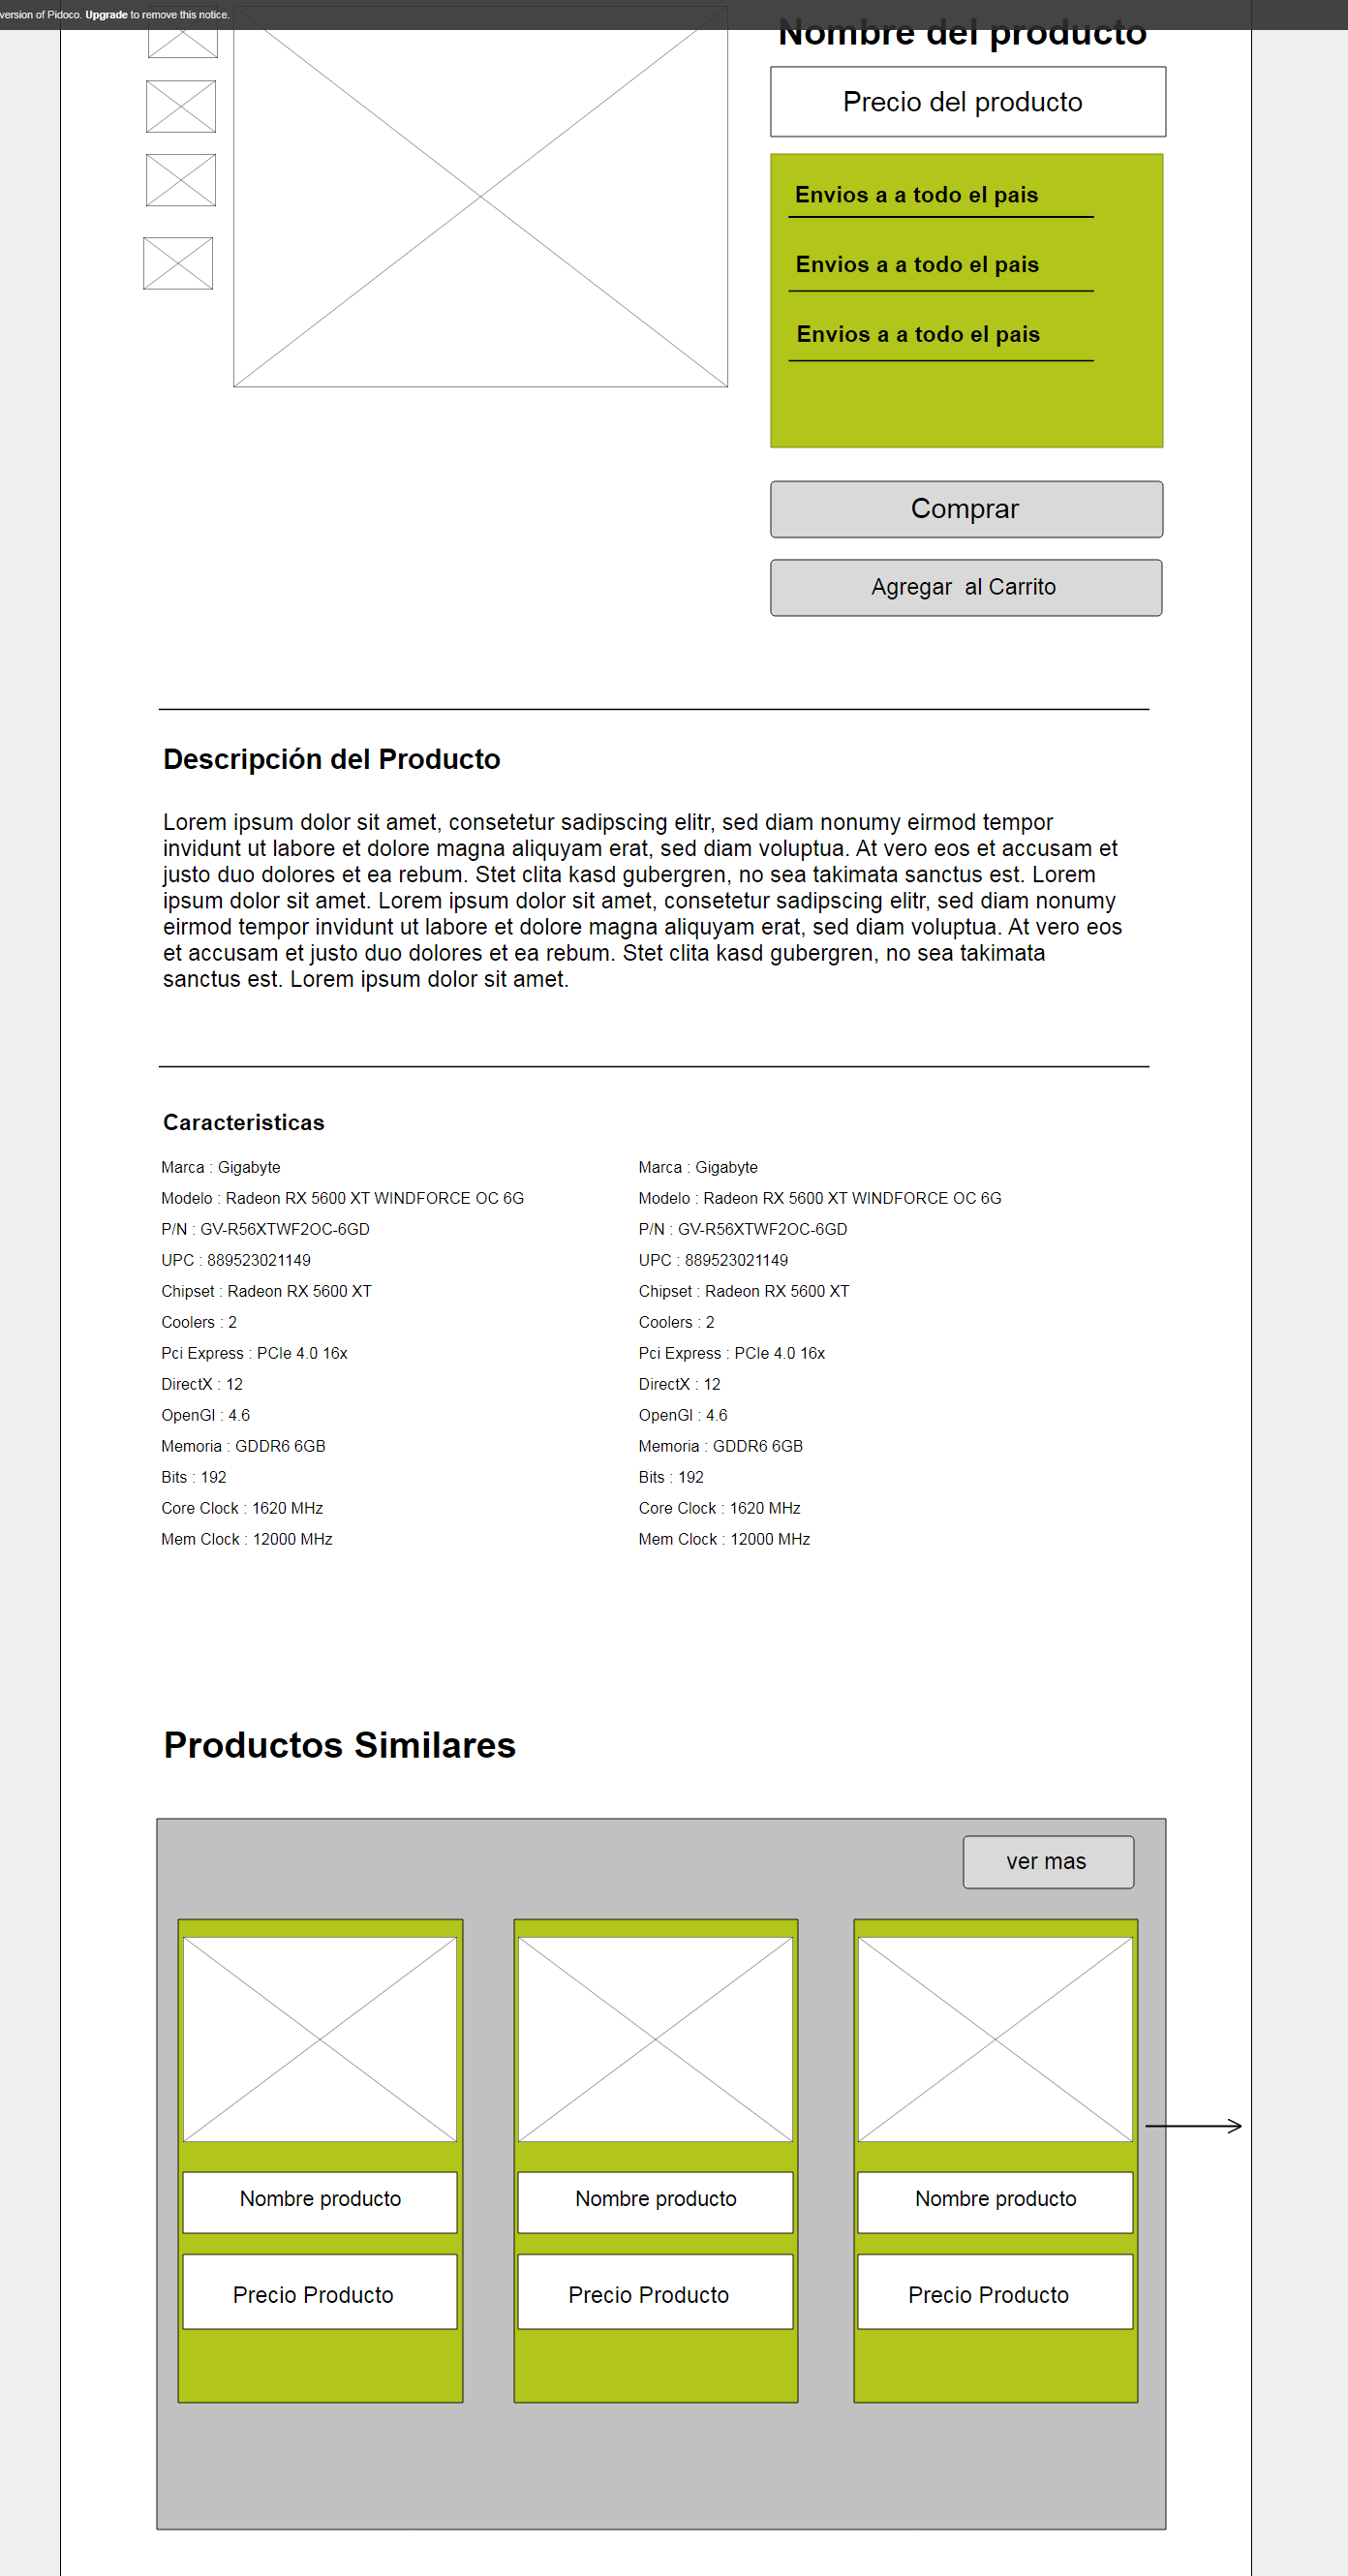 version of Pidoco. Upgrade to remove this notice.
Nombre del producto
Precio del producto
Envios a a todo el pais
Envios a a todo el pais
Envios a a todo el pais
Comprar
Agregar  al Carrito
Descripción del Producto
Lorem ipsum dolor sit amet, consetetur sadipscing elitr, sed diam nonumy eirmod tempor
invidunt ut labore et dolore magna aliquyam erat, sed diam voluptua. At vero eos et accusam et
justo duo dolores et ea rebum. Stet clita kasd gubergren, no sea takimata sanctus est. Lorem
ipsum dolor sit amet. Lorem ipsum dolor sit amet, consetetur sadipscing elitr, sed diam nonumy
eirmod tempor invidunt ut labore et dolore magna aliquyam erat, sed diam voluptua. At vero eos
et accusam et justo duo dolores et ea rebum. Stet clita kasd gubergren, no sea takimata
sanctus est. Lorem ipsum dolor sit amet.
Caracteristicas
Marca : Gigabyte
Modelo : Radeon RX 5600 XT WINDFORCE OC 6G
P/N : GV-R56XTWF2OC-6GD
UPC : 889523021149
Chipset : Radeon RX 5600 XT
Coolers : 2
Pci Express : PCIe 4.0 16x
DirectX : 12
OpenGl : 4.6
Memoria : GDDR6 6GB
Bits : 192
Core Clock : 1620 MHz
Mem Clock : 12000 MHz
Marca : Gigabyte
Modelo : Radeon RX 5600 XT WINDFORCE OC 6G
P/N : GV-R56XTWF2OC-6GD
UPC : 889523021149
Chipset : Radeon RX 5600 XT
Coolers : 2
Pci Express : PCIe 4.0 16x
DirectX : 12
OpenGl : 4.6
Memoria : GDDR6 6GB
Bits : 192
Core Clock : 1620 MHz
Mem Clock : 12000 MHz
Productos Similares
ver mas
Nombre producto
Precio Producto
Nombre producto
Precio Producto
Nombre producto
Precio Producto